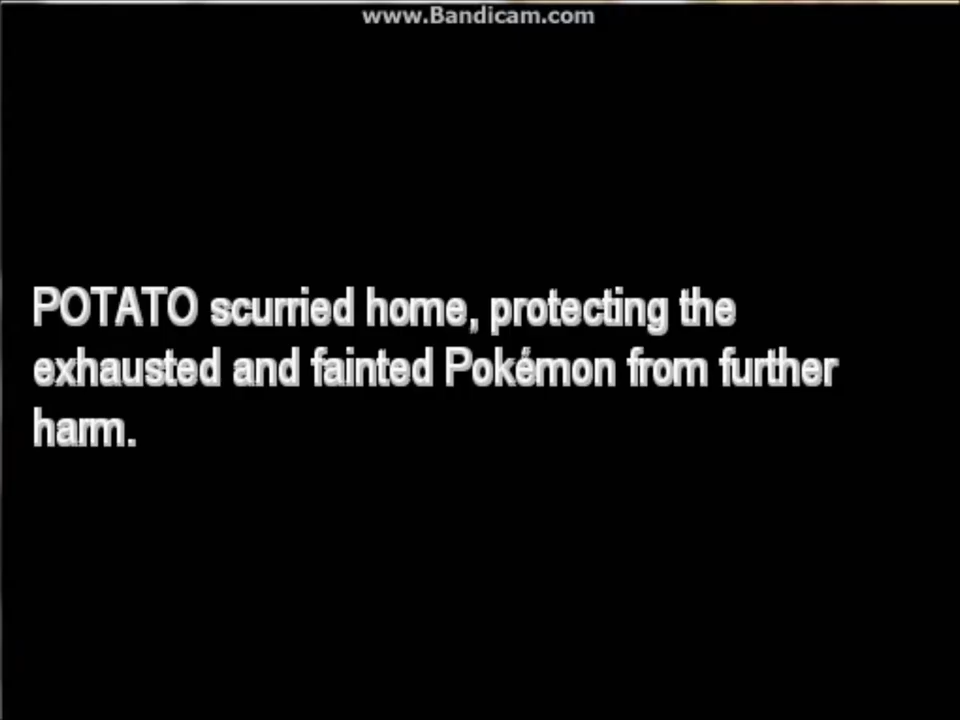 www.Bandicam.com
POTATO scurried home, protecting the
exhausted and fainted Pokémon from further
harm.